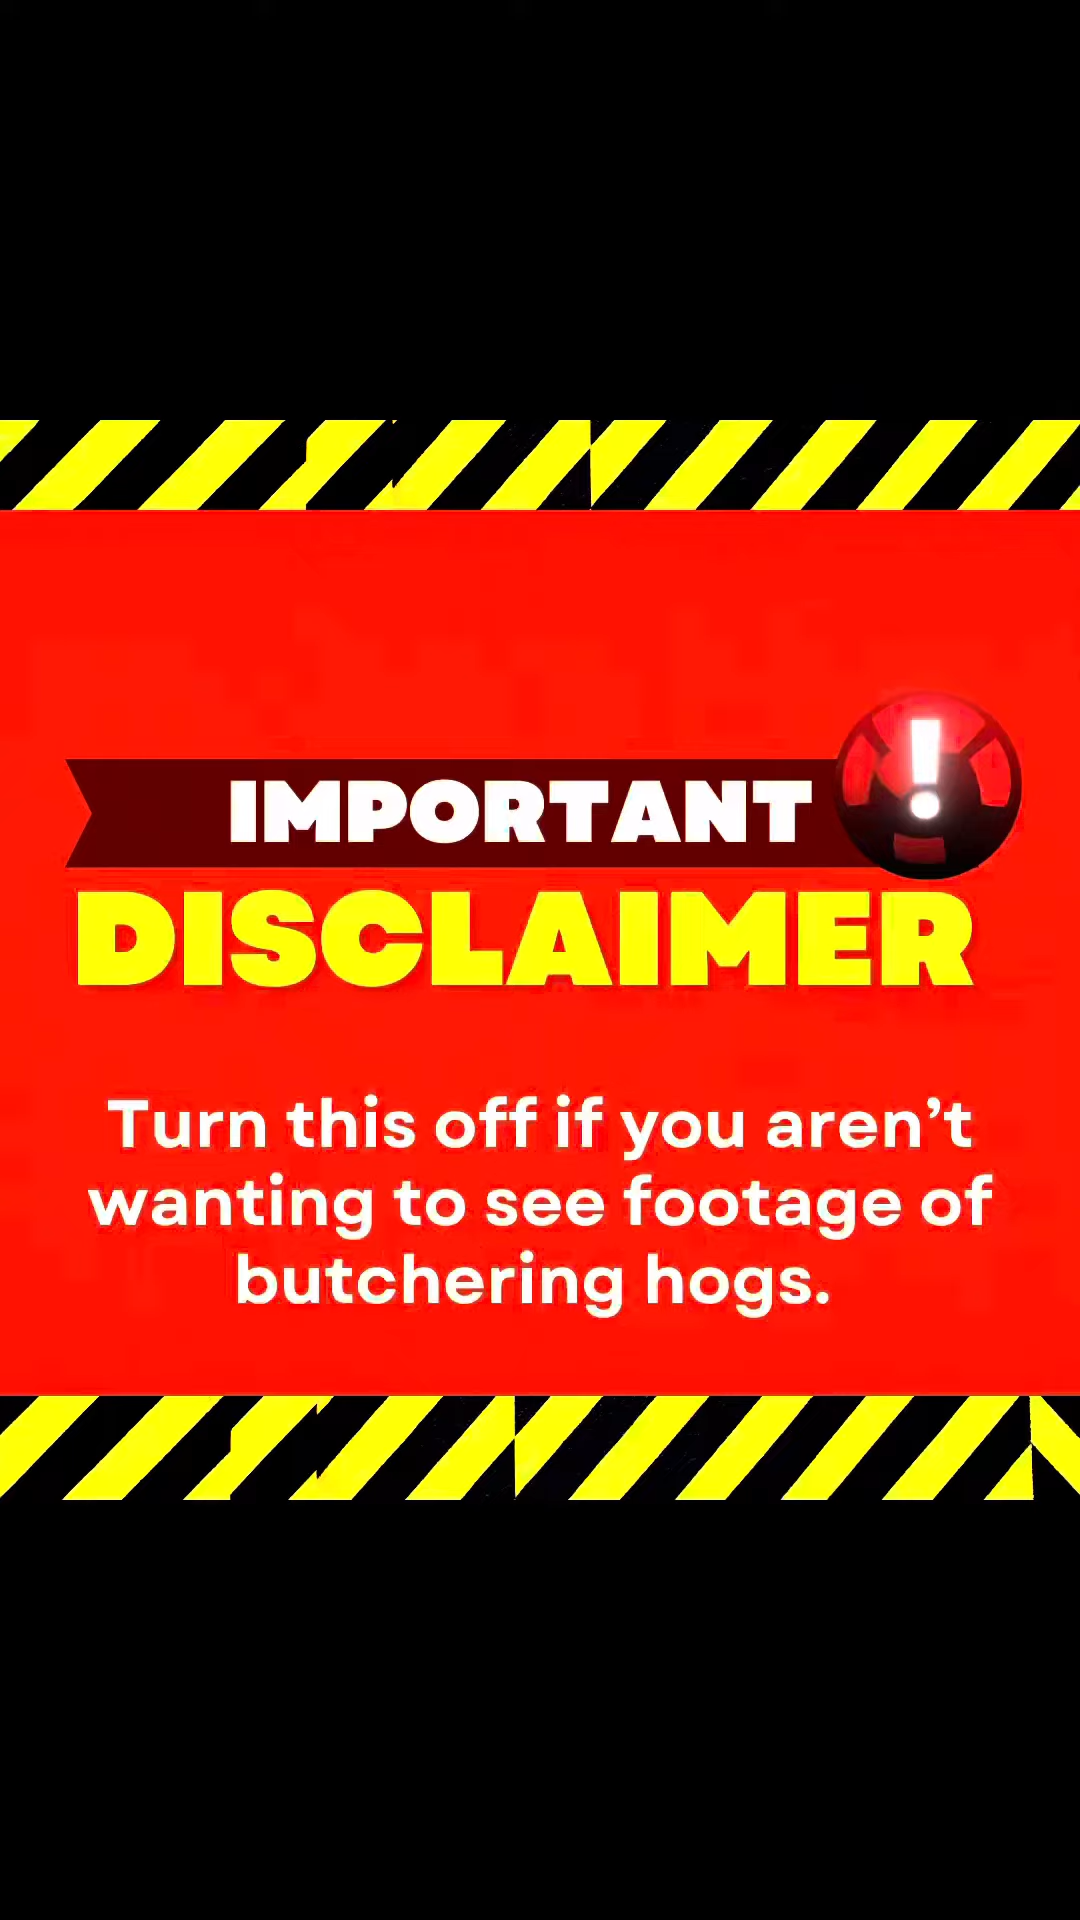 IMPORTANT
!
DISCLAIMER
Turn this off if you aren’t
wanting to see footage of
butchering hogs.